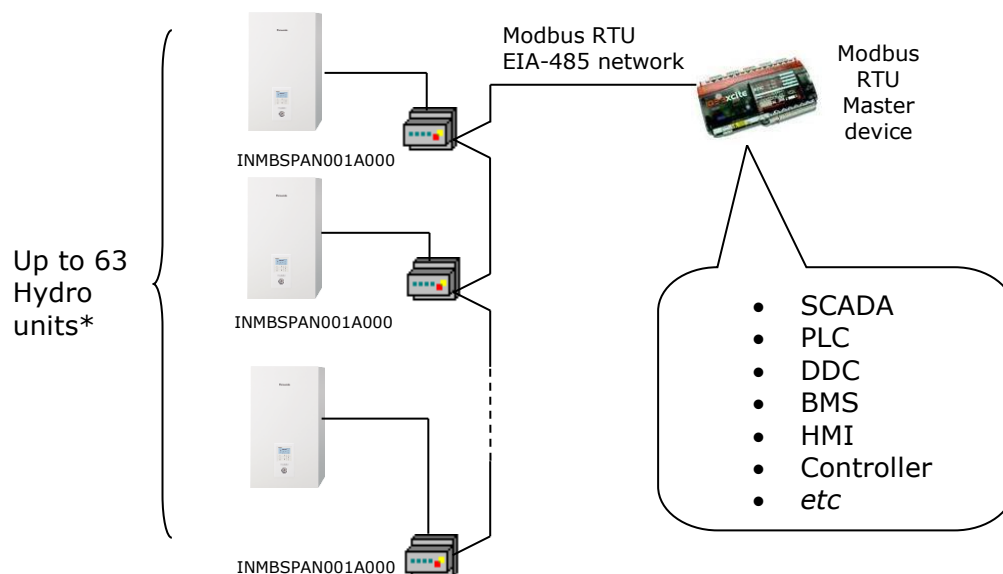 Modbus RTU
EIA-485 network
Modbus
RTU
Master
device
INMBSPAN001A000
Up to 63
Hydro
units*
INMBSPAN001A000
INMBSPAN001A000
• SCADA
• PLC
• DDC
• BMS
• HMI
• Controller
• etc